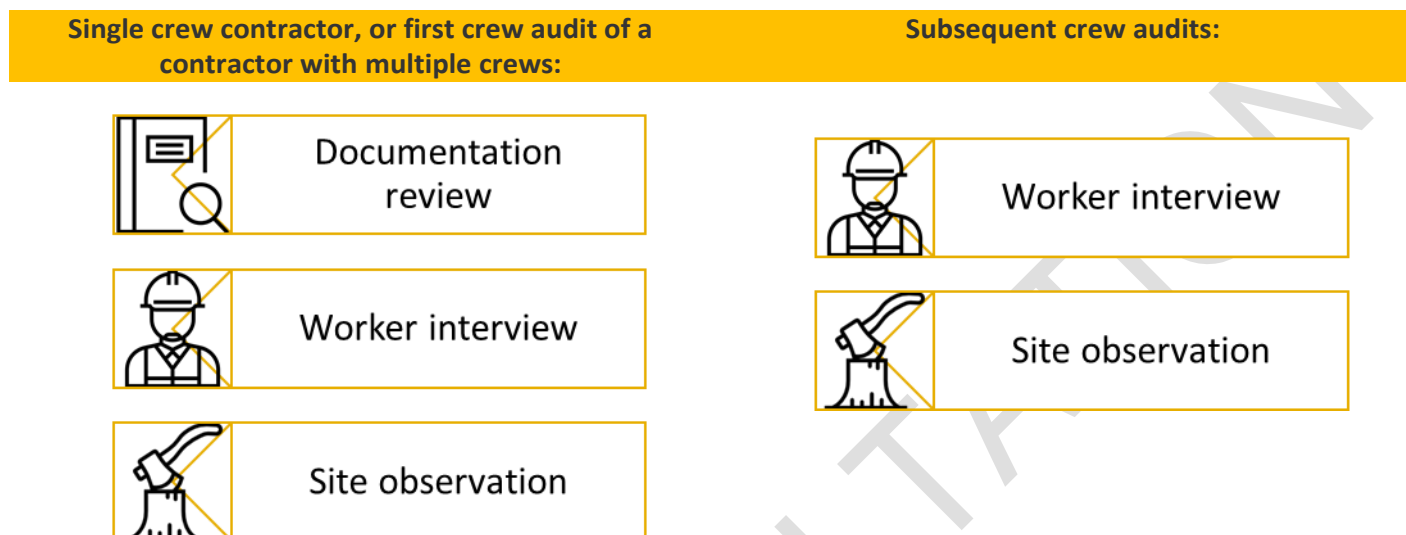 Single crew contractor, or first crew audit of a
contractor with multiple crews:
Subsequent crew audits:
Documentation
review
Worker interview
Site observation
Worker interview
Site observation